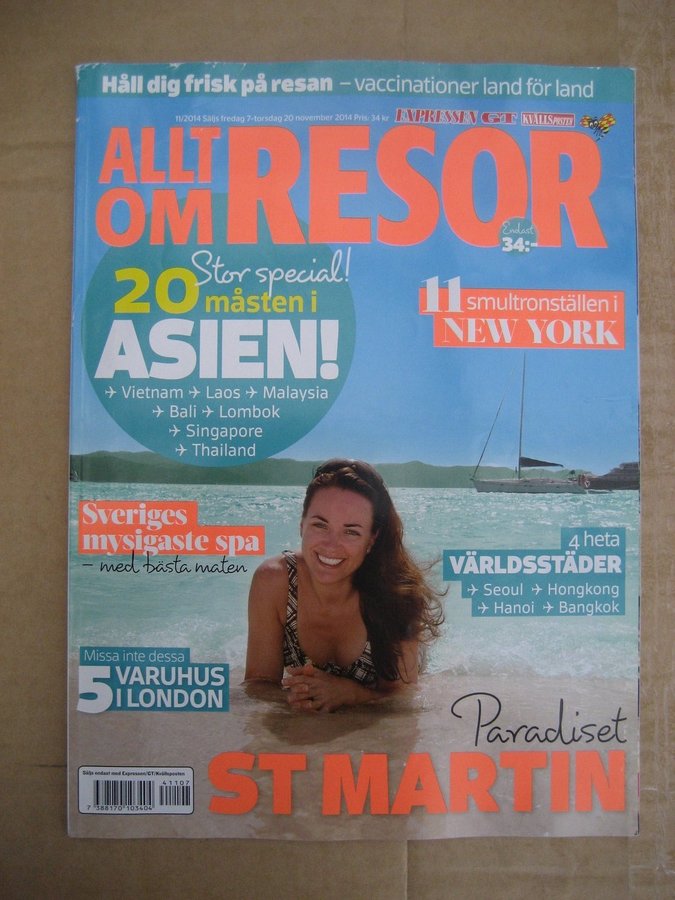 Håll dig frisk på resan – vaccinationer land för land
11/2014 Säljs fredag 7-torsdag 20 november 2014 Pris: 34 kr
EXPRESSEN GT KVÄLLSPOSTEN
ALLT
OM
RESOR
Endast
34:-
Stor special!
20 måsten i
ASIEN!
✈ Vietnam ✈ Laos ✈ Malaysia
✈ Bali ✈ Lombok
✈ Singapore
✈ Thailand
11 smultronställen i
NEW YORK
Sveriges
mysigaste spa
– med bästa maten
4 heta
VÄRLDSSTÄDER
✈ Seoul ✈ Hongkong
✈ Hanoi ✈ Bangkok
Missa inte dessa
5 VARUHUS
I LONDON
Paradiset
ST MARTIN
Säljs endast med Expressen/GT/Kvällsposten
41107
7 388170 103404